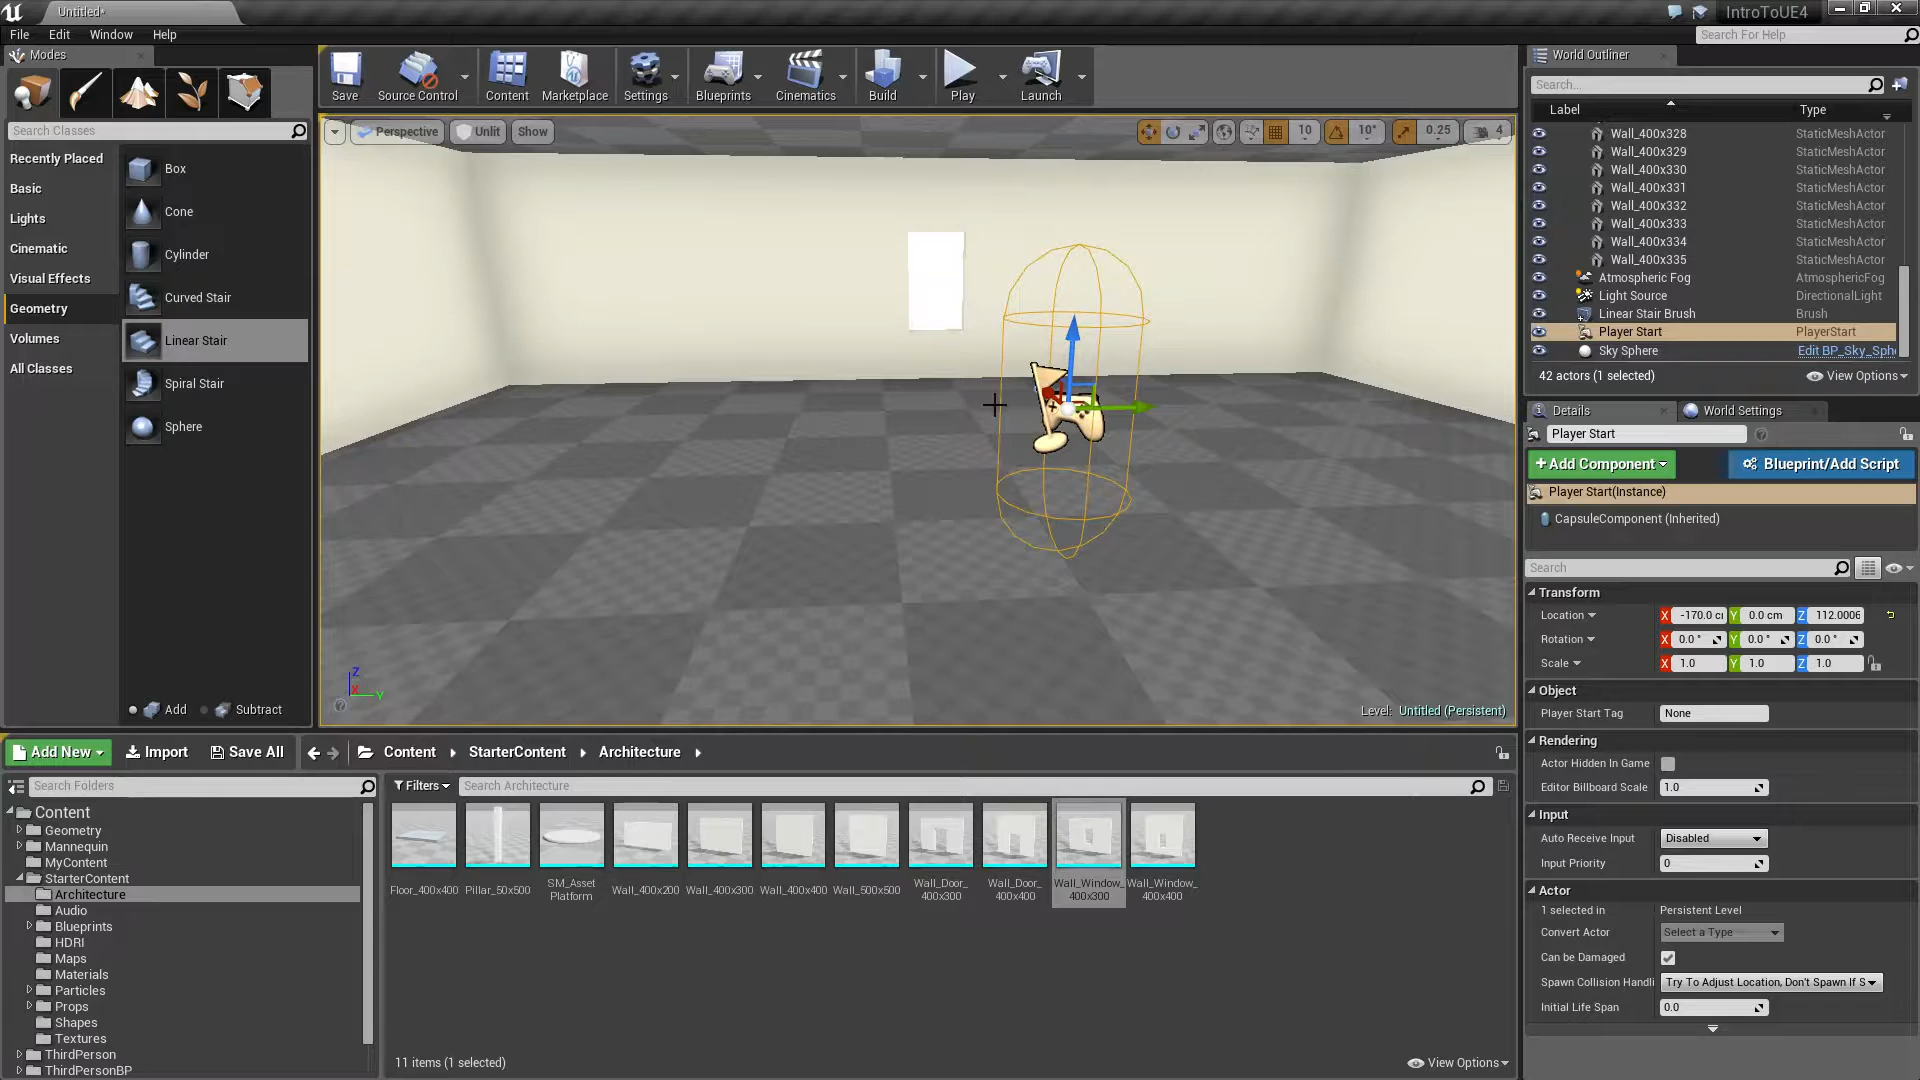 Untitled*
IntroToUE4
File Edit Window Help
Search For Help
Modes
Save Source Control Content Marketplace Settings Blueprints Cinematics Build Play Launch
Search Classes
Recently Placed
Basic
Lights
Cinematic
Visual Effects
Geometry
Volumes
All Classes
Box
Cone
Cylinder
Curved Stair
Linear Stair
Spiral Stair
Sphere
Add Subtract
Perspective Unlit Show
10 10° 0.25 4
Z
X Y
Level: Untitled (Persistent)
World Outliner
Search...
Label Type
Wall_400x328 StaticMeshActor
Wall_400x329 StaticMeshActor
Wall_400x330 StaticMeshActor
Wall_400x331 StaticMeshActor
Wall_400x332 StaticMeshActor
Wall_400x333 StaticMeshActor
Wall_400x334 StaticMeshActor
Wall_400x335 StaticMeshActor
Atmospheric Fog AtmosphericFog
Light Source DirectionalLight
Linear Stair Brush Brush
Player Start PlayerStart
Sky Sphere Edit BP_Sky_Sph
42 actors (1 selected) View Options
Details World Settings
Player Start
+Add Component Blueprint/Add Script
Player Start(Instance)
CapsuleComponent (Inherited)
Search
Transform
Location X -170.0 c Y 0.0 cm Z 112.0006
Rotation X 0.0 ° Y 0.0 ° Z 0.0 °
Scale X 1.0 Y 1.0 Z 1.0
Object
Player Start Tag None
Rendering
Actor Hidden In Game
Editor Billboard Scale 1.0
Input
Auto Receive Input Disabled
Input Priority 0
Actor
1 selected in Persistent Level
Convert Actor Select a Type
Can be Damaged
Spawn Collision Handli Try To Adjust Location, Don't Spawn If S
Initial Life Span 0.0
Add New Import Save All Content StarterContent Architecture
Search Folders
Filters Search Architecture
Content
Geometry
Mannequin
MyContent
StarterContent
Architecture
Audio
Blueprints
HDRI
Maps
Materials
Particles
Props
Shapes
Textures
ThirdPerson
ThirdPersonBP
Floor_400x400
Pillar_50x500
SM_Asset
Platform
Wall_400x200
Wall_400x300
Wall_400x400
Wall_500x500
Wall_Door_
400x300
Wall_Door_
400x400
Wall_Window_
400x300
Wall_Window_
400x400
11 items (1 selected) View Options